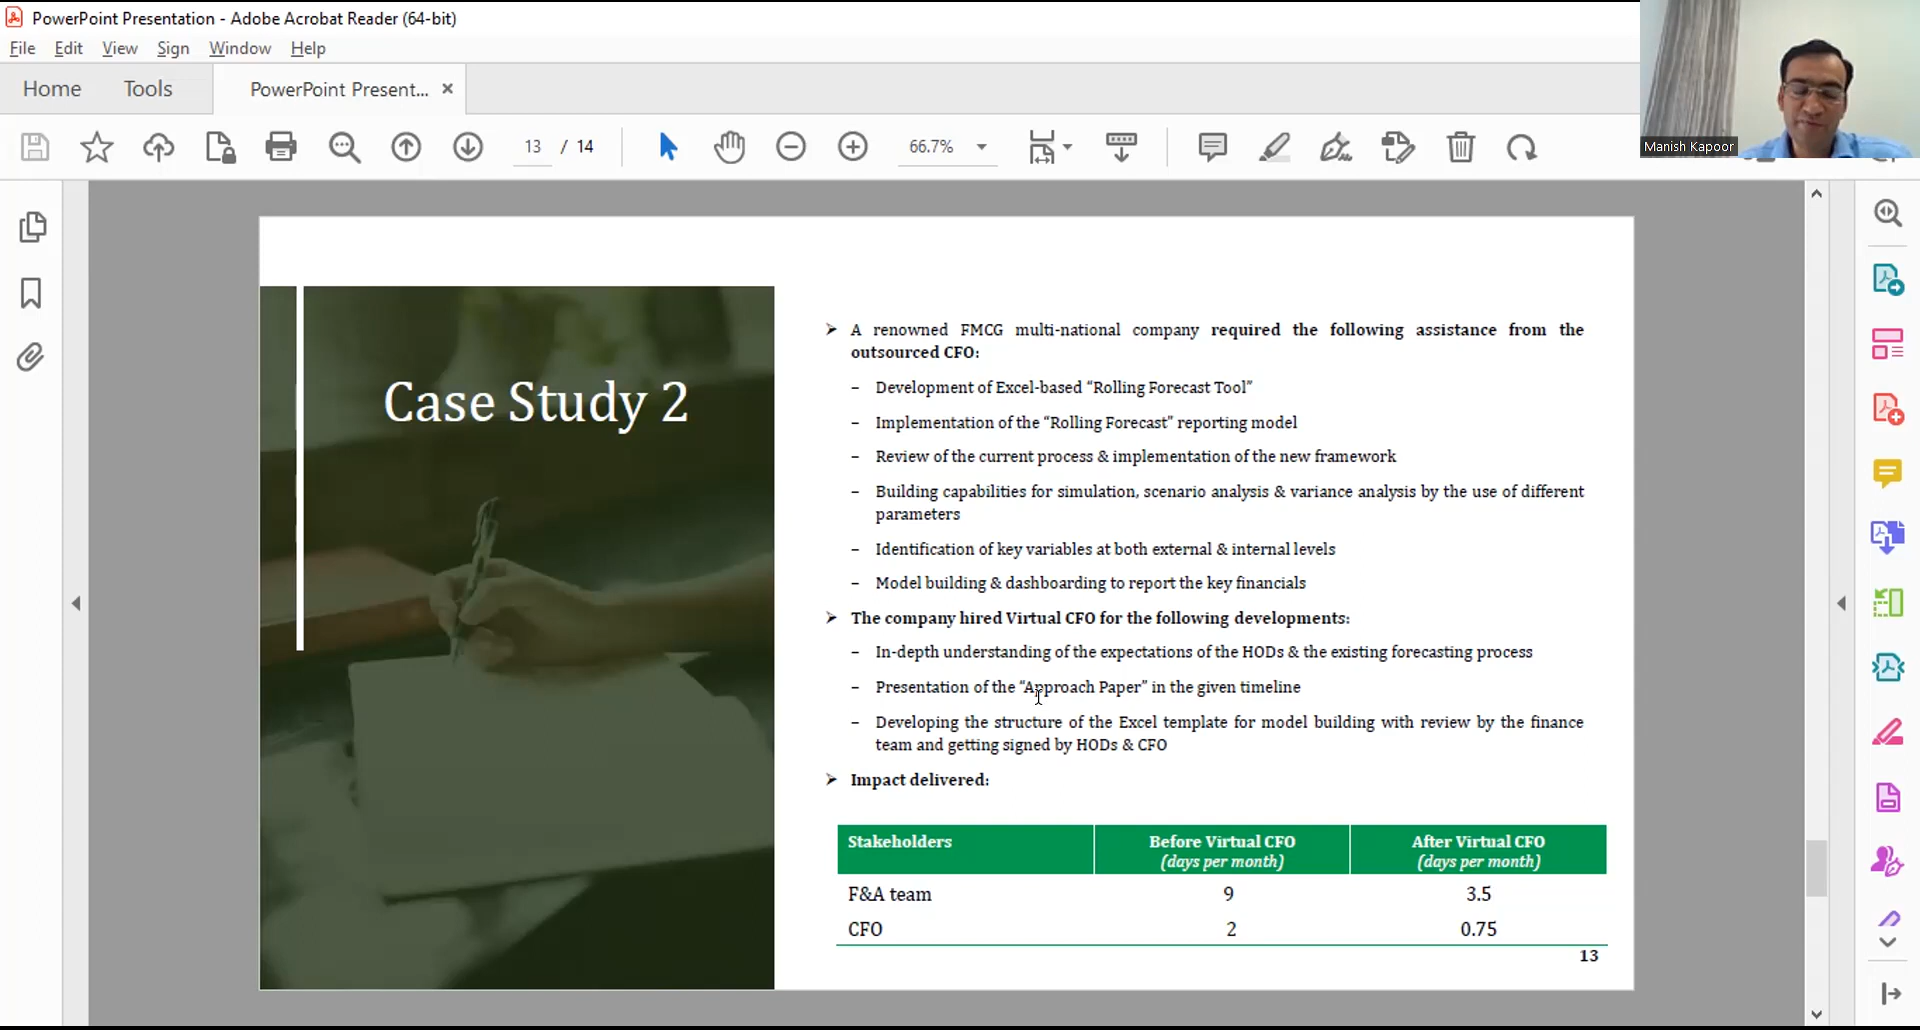 PowerPoint Presentation - Adobe Acrobat Reader (64-bit)
File Edit View Sign Window Help
Home Tools PowerPoint Present... ×
13 / 14 66.7%
Manish Kapoor
Case Study 2
➤ A renowned FMCG multi-national company required the following assistance from the
outsourced CFO:
– Development of Excel-based “Rolling Forecast Tool”
– Implementation of the “Rolling Forecast” reporting model
– Review of the current process & implementation of the new framework
– Building capabilities for simulation, scenario analysis & variance analysis by the use of different
parameters
– Identification of key variables at both external & internal levels
– Model building & dashboarding to report the key financials
➤ The company hired Virtual CFO for the following developments:
– In-depth understanding of the expectations of the HODs & the existing forecasting process
– Presentation of the “Approach Paper” in the given timeline
– Developing the structure of the Excel template for model building with review by the finance
team and getting signed by HODs & CFO
➤ Impact delivered:
Stakeholders Before Virtual CFO After Virtual CFO
(days per month) (days per month)
F&A team 9 3.5
CFO 2 0.75
13